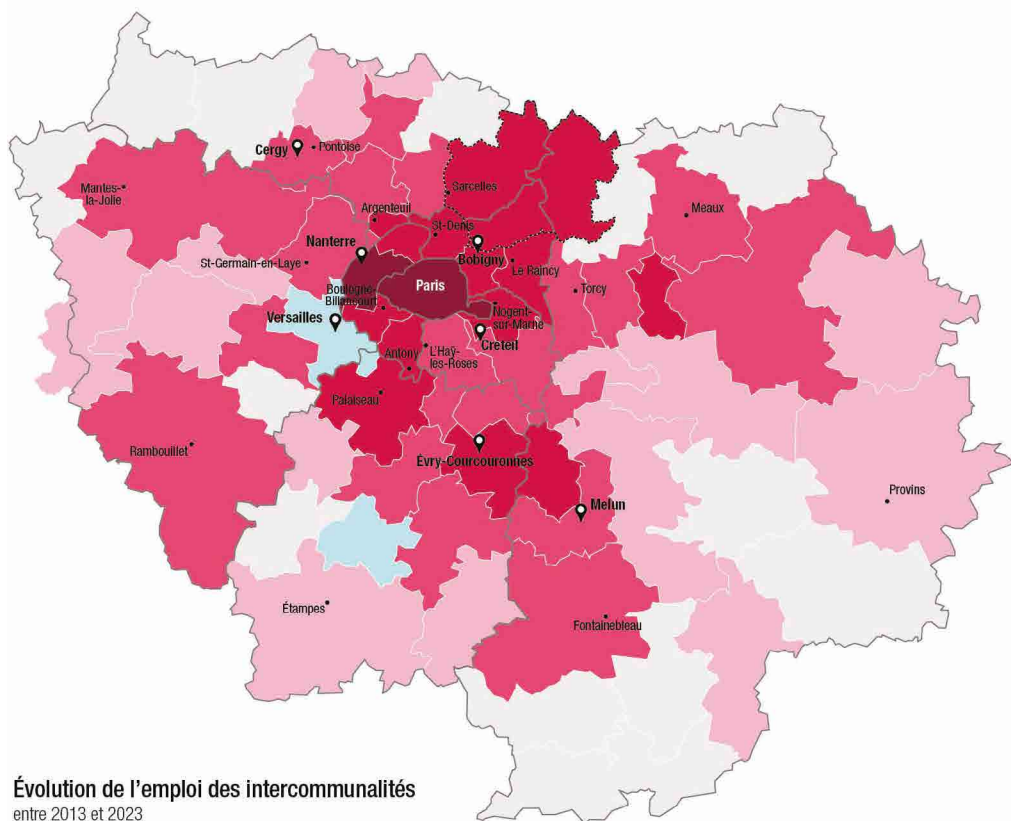 Cergy
Pontoise
Mantes-
la-Jolie
Sarcelles
Meaux
Argenteuil
St-Denis
Nanterre
Bobigny
St-Germain-en-Laye
Le Raincy
Paris
Torcy
Boulogne-
Billancourt
Nogent-
sur-Marne
Versailles
Creteil
L'Haÿ-
les-Roses
Antony
Palaiseau
Rambouillet
Évry-Courcouronnes
Provins
Melun
Étampes
Fontainebleau
Évolution de l'emploi des intercommunalités
entre 2013 et 2023